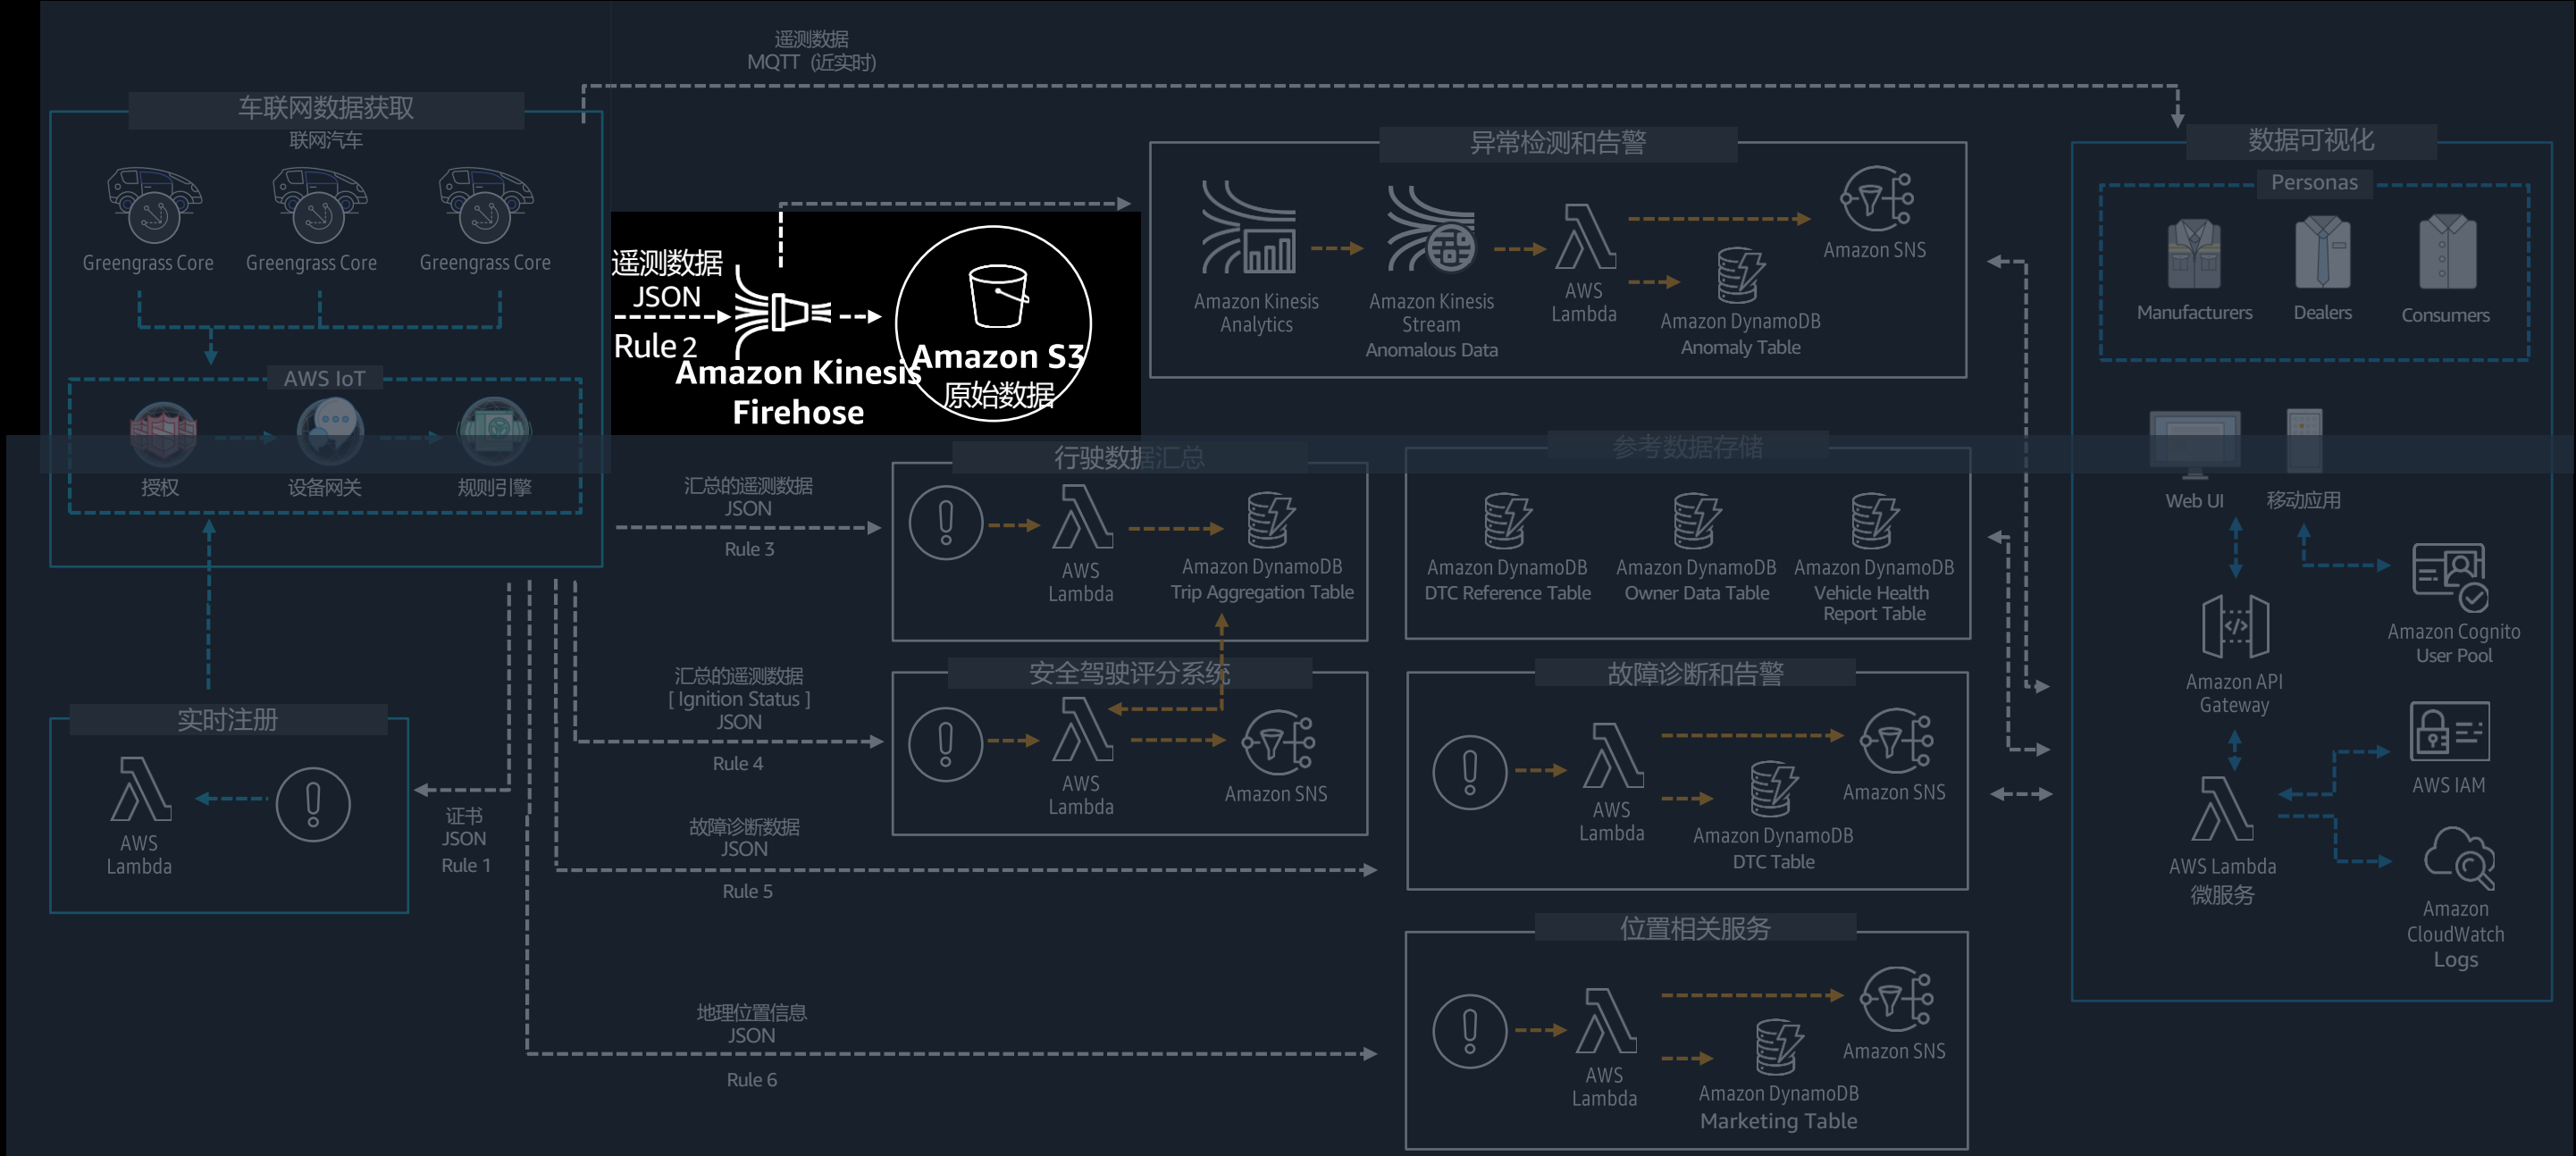 遥测数据
MQTT（近实时）
车联网数据获取
联网汽车
Greengrass Core
Greengrass Core
Greengrass Core
AWS IoT
授权
设备网关
规则引擎
遥测数据
JSON
Rule 2
Amazon Kinesis
Firehose
Amazon S3
原始数据
异常检测和告警
Amazon Kinesis
Analytics
Amazon Kinesis
Stream
Anomalous Data
AWS
Lambda
Amazon DynamoDB
Anomaly Table
Amazon SNS
数据可视化
Personas
Manufacturers
Dealers
Consumers
Web UI
移动应用
Amazon Cognito
User Pool
Amazon API
Gateway
AWS IAM
AWS Lambda
微服务
Amazon
CloudWatch
Logs
汇总的遥测数据
JSON
Rule 3
行驶数据汇总
AWS
Lambda
Amazon DynamoDB
Trip Aggregation Table
参考数据存储
Amazon DynamoDB
DTC Reference Table
Amazon DynamoDB
Owner Data Table
Amazon DynamoDB
Vehicle Health
Report Table
实时注册
AWS
Lambda
证书
JSON
Rule 1
汇总的遥测数据
[ Ignition Status ]
JSON
Rule 4
安全驾驶评分系统
AWS
Lambda
Amazon SNS
故障诊断数据
JSON
Rule 5
故障诊断和告警
AWS
Lambda
Amazon DynamoDB
DTC Table
Amazon SNS
地理位置信息
JSON
Rule 6
位置相关服务
AWS
Lambda
Amazon DynamoDB
Marketing Table
Amazon SNS